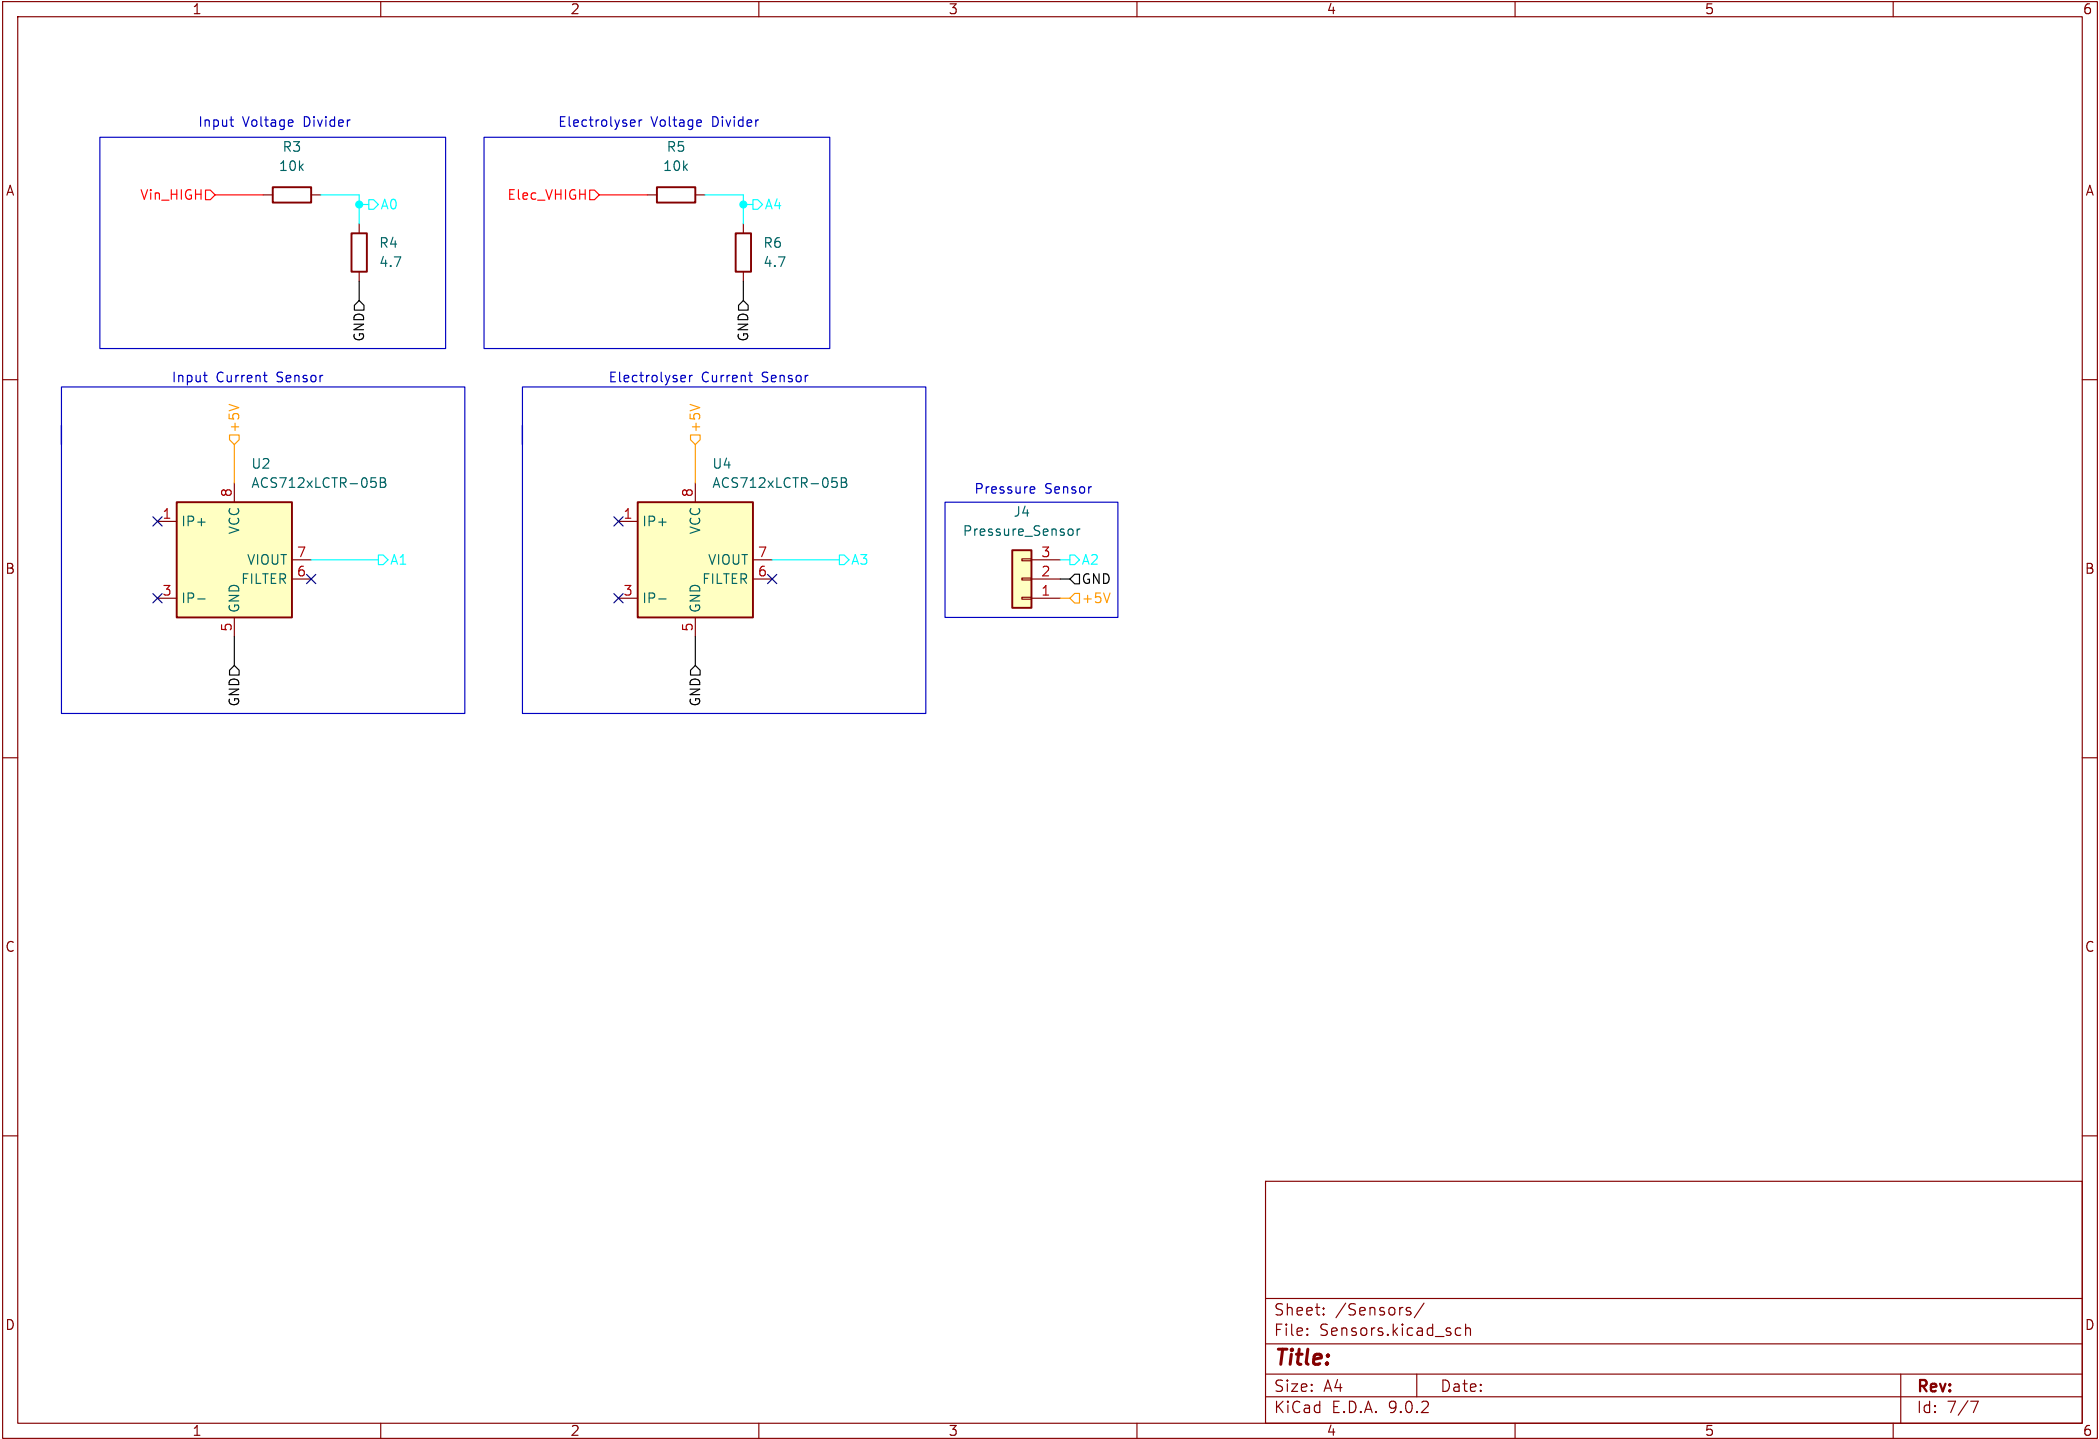 1 2 3 4 5 6
A A
B B
C C
D D
1 2 3 4 5 6
Input Voltage Divider
R3
10k
Vin_HIGH
A0
R4
4.7
GND
Electrolyser Voltage Divider
R5
10k
Elec_VHIGH
A4
R6
4.7
GND
Input Current Sensor
+5V
U2
ACS712xLCTR-05B
8
VCC
1
IP+
VIOUT
7
A1
FILTER
6
3
IP-
GND
5
GND
Electrolyser Current Sensor
+5V
U4
ACS712xLCTR-05B
8
VCC
1
IP+
VIOUT
7
A3
FILTER
6
3
IP-
GND
5
GND
Pressure Sensor
J4
Pressure_Sensor
3
A2
2
GND
1
+5V
Sheet: /Sensors/
File: Sensors.kicad_sch
Title:
Size: A4 Date: Rev:
KiCad E.D.A. 9.0.2 Id: 7/7